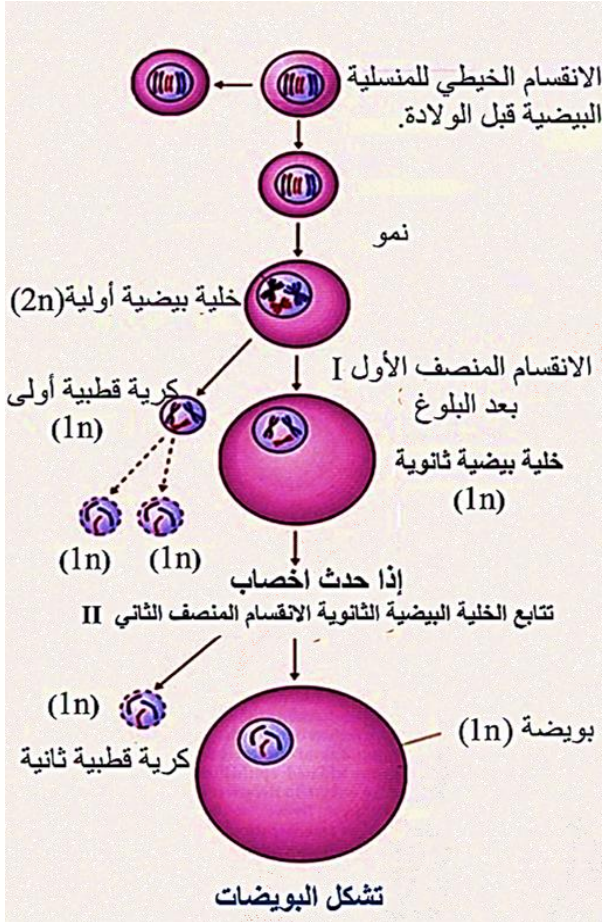 الانقسام الخيطي للمنسلية
البيضية قبل الولادة.
نمو
خلية بيضية أولية(2n)
الانقسام المنصف الأول I
بعد البلوغ
كرية قطبية أولى
(1n)
خلية بيضية ثانوية
(1n)
(1n)
(1n)
إذا حدث اخصاب
تتابع الخلية البيضية الثانوية الانقسام المنصف الثاني II
(1n)
كرية قطبية ثانية
بويضة (1n)
تشكل البويضات